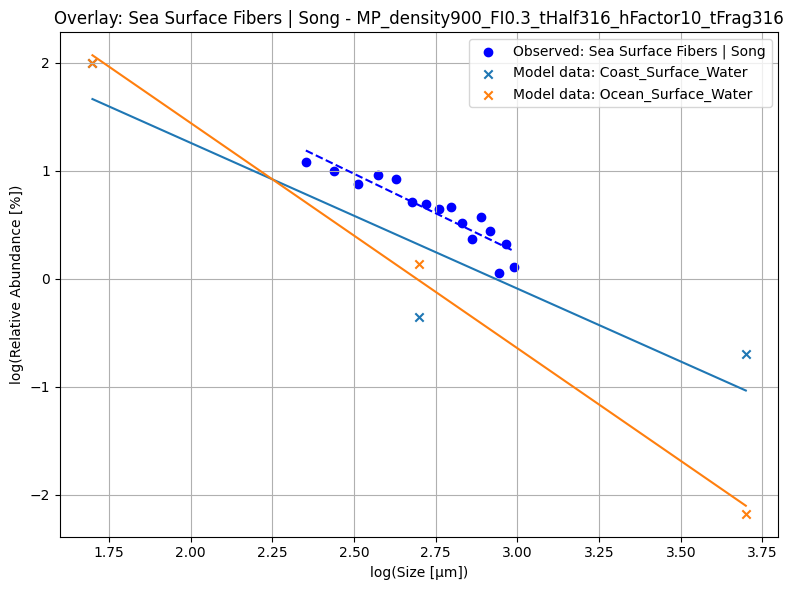 Overlay: Sea Surface Fibers | Song - MP_density900_FI0.3_tHalf316_hFactor10_tFrag316
Observed: Sea Surface Fibers | Song
Model data: Coast_Surface_Water
Model data: Ocean_Surface_Water
log(Relative Abundance [%])
2
1
0
−1
−2
1.75 2.00 2.25 2.50 2.75 3.00 3.25 3.50 3.75
log(Size [μm])